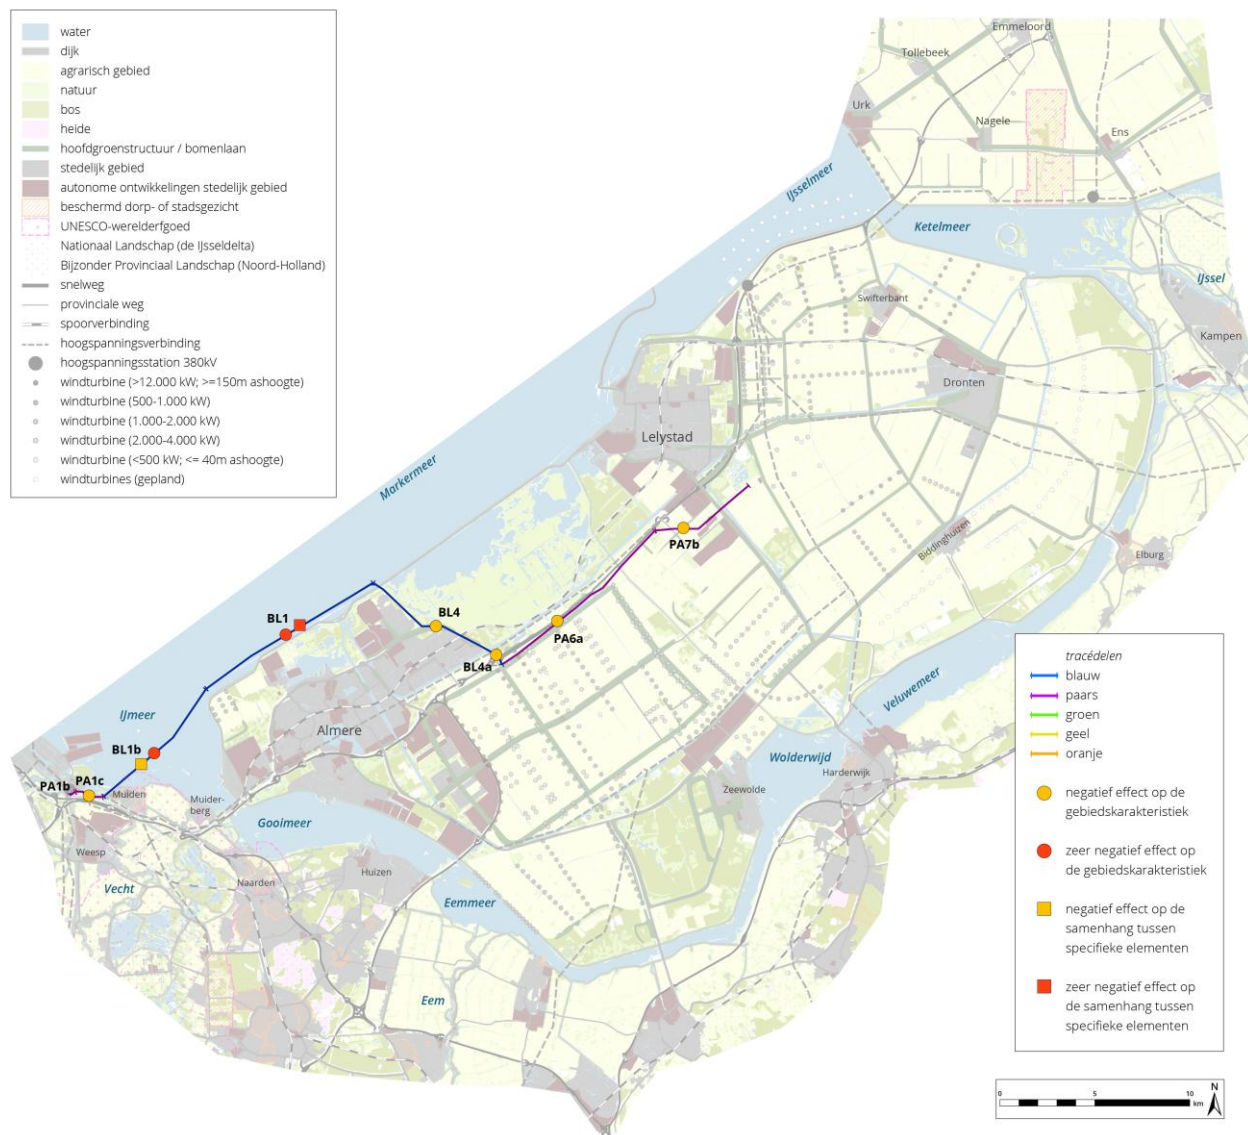 water
dijk
agrarisch gebied
natuur
bos
heide
hoofdgroenstructuur / bomenlaan
stedelijk gebied
autonome ontwikkelingen stedelijk gebied
beschermd dorp- of stadsgezicht
UNESCO-werelderfgoed
Nationaal Landschap (de IJsseldelta)
Bijzonder Provinciaal Landschap (Noord-Holland)
snelweg
provinciale weg
spoorverbinding
hoogspanningsverbinding
hoogspanningsstation 380kV
windturbine (>12.000 kW; >=150m ashoogte)
windturbine (500-1.000 kW)
windturbine (1.000-2.000 kW)
windturbine (2.000-4.000 kW)
windturbine (<500 kW; <= 40m ashoogte)
windturbines (gepland)
Emmeloord
Tollebeek
Urk
Nagele
Ens
IJsselmeer
Ketelmeer
IJssel
Swifterbant
Kampen
Dronten
Lelystad
Markermeer
PA7b
Biddinghuizen
Elburg
BL1
BL4
PA6a
BL4a
Veluwemeer
IJmeer
Almere
BL1b
Wolderwijd
Harderwijk
PA1b
PA1c
Muiden
Muider-
berg
Zeewolde
Gooimeer
Weesp
Huizen
Naarden
Vecht
Eemmeer
Eem
tracédelen
blauw
paars
groen
geel
oranje
negatief effect op de
gebiedskarakteristiek
zeer negatief effect op
de gebiedskarakteristiek
negatief effect op de
samenhang tussen
specifieke elementen
zeer negatief effect op
de samenhang tussen
specifieke elementen
0 5 10
km
N